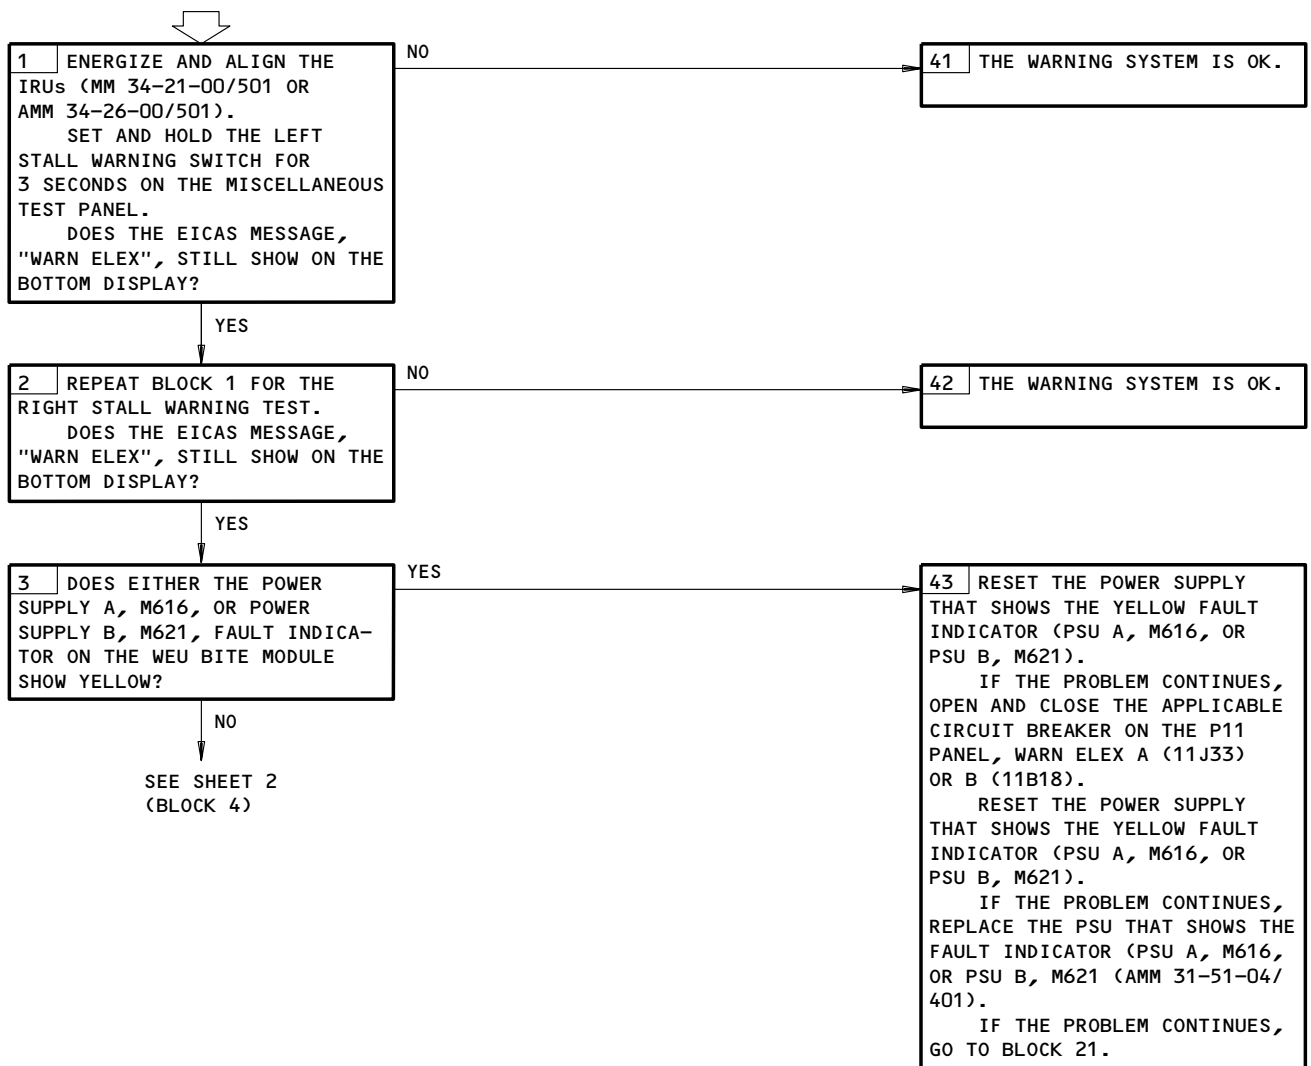 1 ENERGIZE AND ALIGN THE
IRUs (MM 34-21-00/501 OR
AMM 34-26-00/501).
SET AND HOLD THE LEFT
STALL WARNING SWITCH FOR
3 SECONDS ON THE MISCELLANEOUS
TEST PANEL.
DOES THE EICAS MESSAGE,
"WARN ELEX", STILL SHOW ON THE
BOTTOM DISPLAY?
NO
41 THE WARNING SYSTEM IS OK.
YES
2 REPEAT BLOCK 1 FOR THE
RIGHT STALL WARNING TEST.
DOES THE EICAS MESSAGE,
"WARN ELEX", STILL SHOW ON THE
BOTTOM DISPLAY?
NO
42 THE WARNING SYSTEM IS OK.
YES
3 DOES EITHER THE POWER
SUPPLY A, M616, OR POWER
SUPPLY B, M621, FAULT INDICA-
TOR ON THE WEU BITE MODULE
SHOW YELLOW?
YES
43 RESET THE POWER SUPPLY
THAT SHOWS THE YELLOW FAULT
INDICATOR (PSU A, M616, OR
PSU B, M621).
IF THE PROBLEM CONTINUES,
OPEN AND CLOSE THE APPLICABLE
CIRCUIT BREAKER ON THE P11
PANEL, WARN ELEX A (11J33)
OR B (11B18).
RESET THE POWER SUPPLY
THAT SHOWS THE YELLOW FAULT
INDICATOR (PSU A, M616, OR
PSU B, M621).
IF THE PROBLEM CONTINUES,
REPLACE THE PSU THAT SHOWS THE
FAULT INDICATOR (PSU A, M616,
OR PSU B, M621 (AMM 31-51-04/
401).
IF THE PROBLEM CONTINUES,
GO TO BLOCK 21.
NO
SEE SHEET 2
(BLOCK 4)